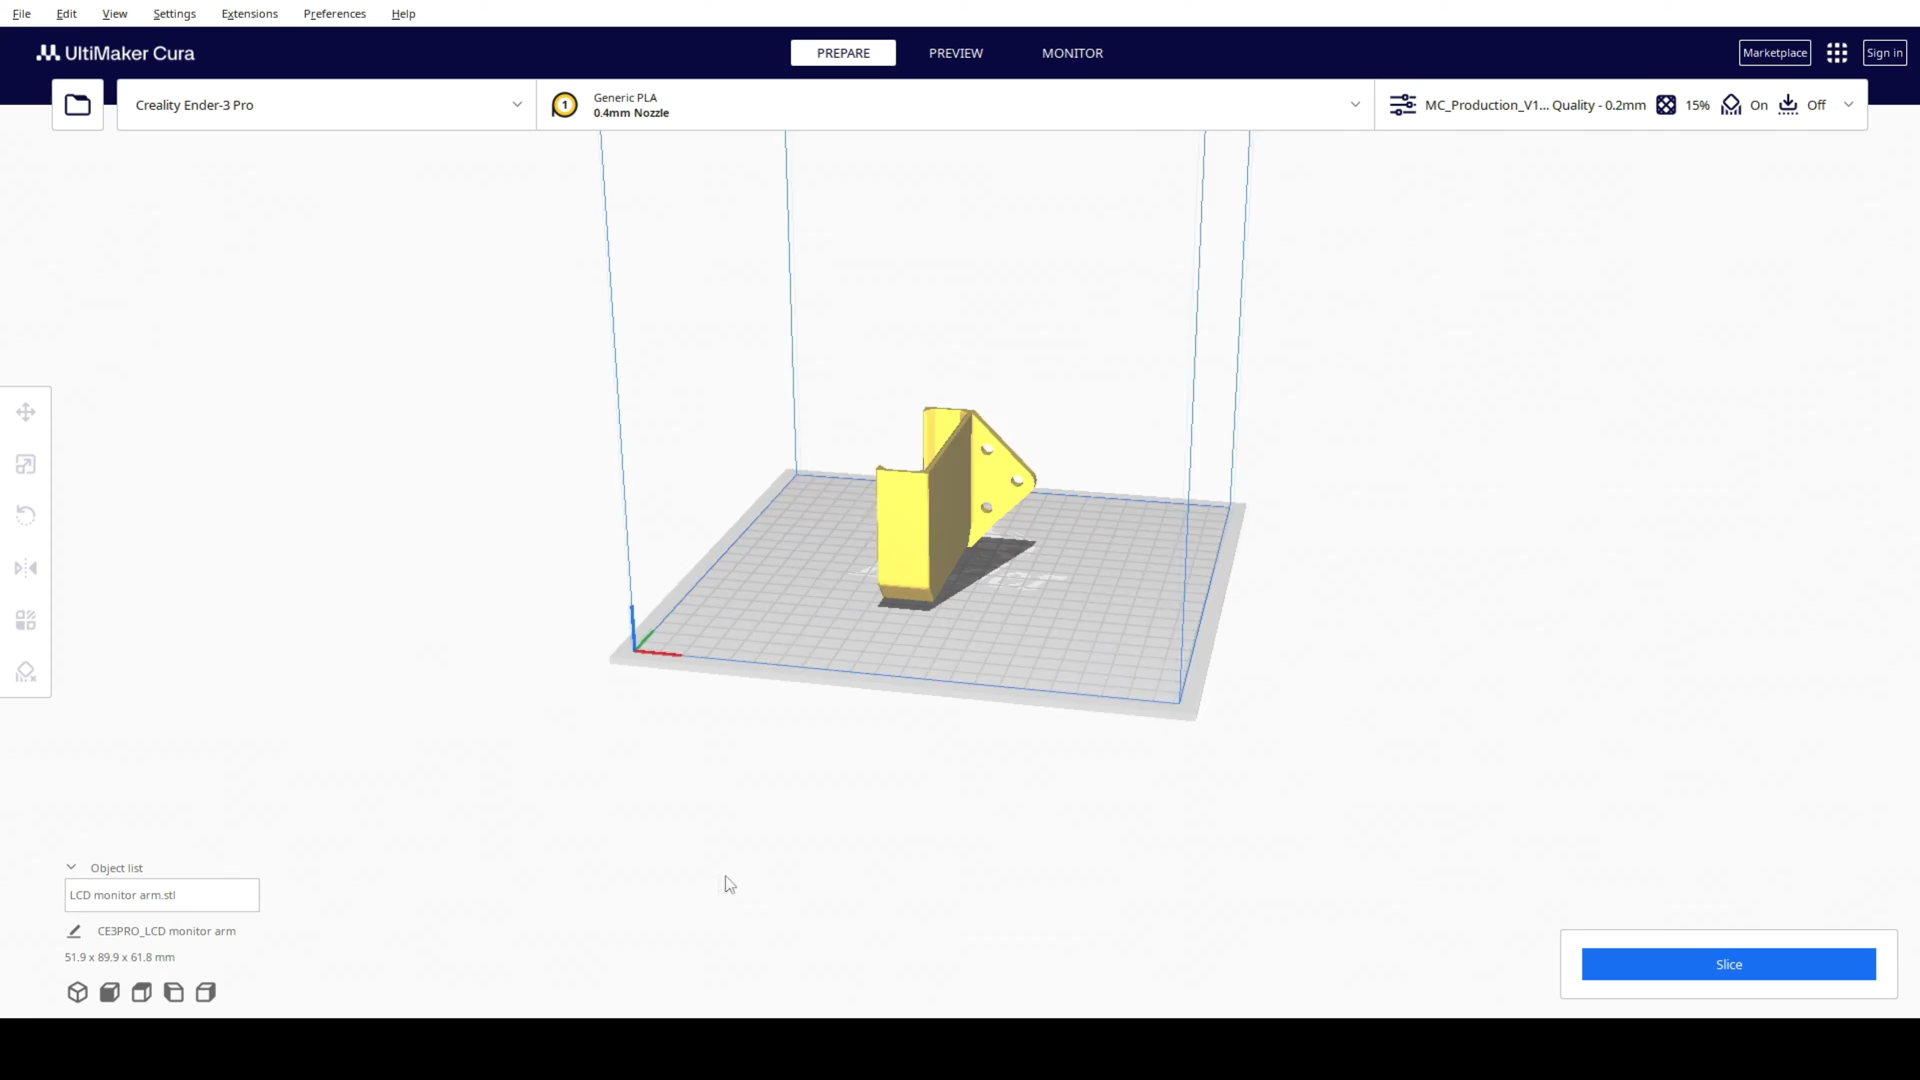 File Edit View Settings Extensions Preferences Help
UltiMaker Cura
PREPARE PREVIEW MONITOR
Marketplace
Sign in
Creality Ender-3 Pro
1
Generic PLA
0.4mm Nozzle
MC_Production_V1... Quality - 0.2mm 15% On Off
Object list
LCD monitor arm.stl
CE3PRO_LCD monitor arm
51.9 x 89.9 x 61.8 mm
Slice